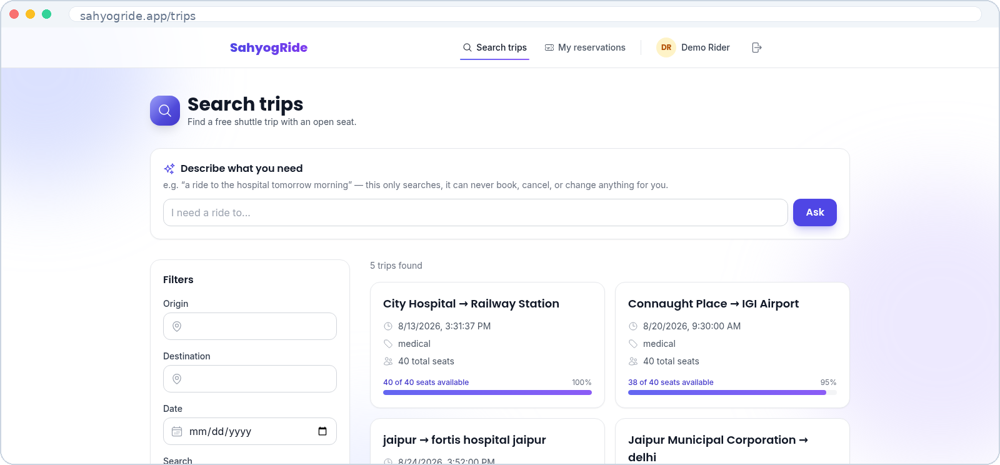 sahyogride.app/trips
SahyogRide
Search trips
My reservations
DR
Demo Rider
Search trips
Find a free shuttle trip with an open seat.
Describe what you need
e.g. “a ride to the hospital tomorrow morning” — this only searches, it can never book, cancel, or change anything for you.
I need a ride to...
Ask
Filters
Origin
Destination
Date
mm/dd/yyyy
Search
5 trips found
City Hospital → Railway Station
8/13/2026, 3:31:37 PM
medical
40 total seats
40 of 40 seats available
100%
Connaught Place → IGI Airport
8/20/2026, 9:30:00 AM
medical
40 total seats
38 of 40 seats available
95%
jaipur → fortis hospital jaipur
8/24/2026, 3:52:00 PM
Jaipur Municipal Corporation →
delhi